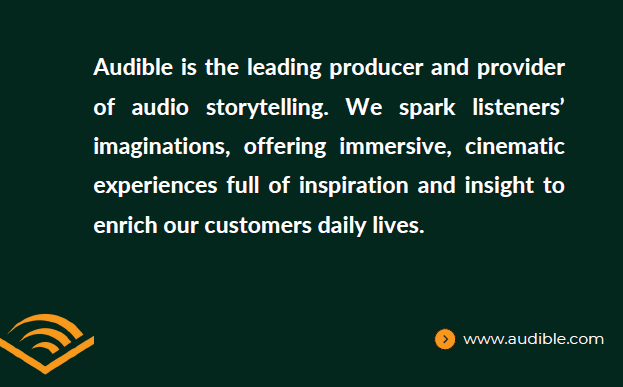 Audible is the leading producer and provider
of audio storytelling. We spark listeners’
imaginations, offering immersive, cinematic
experiences full of inspiration and insight to
enrich our customers daily lives.
www.audible.com